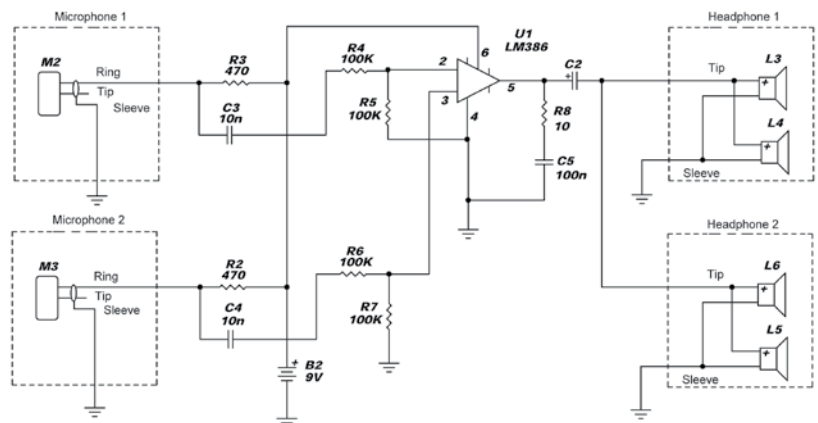 Microphone 1
M2
Ring
Tip
Sleeve
R3
470
C3
10n
R4
100K
R5
100K
U1
LM386
6
2
3
5
4
C2
+
R8
10
C5
100n
Headphone 1
Tip
L3
+
L4
+
Sleeve
Microphone 2
M3
Ring
Tip
Sleeve
R2
470
C4
10n
R6
100K
R7
100K
B2
9V
+
Headphone 2
Tip
L6
+
L5
+
Sleeve